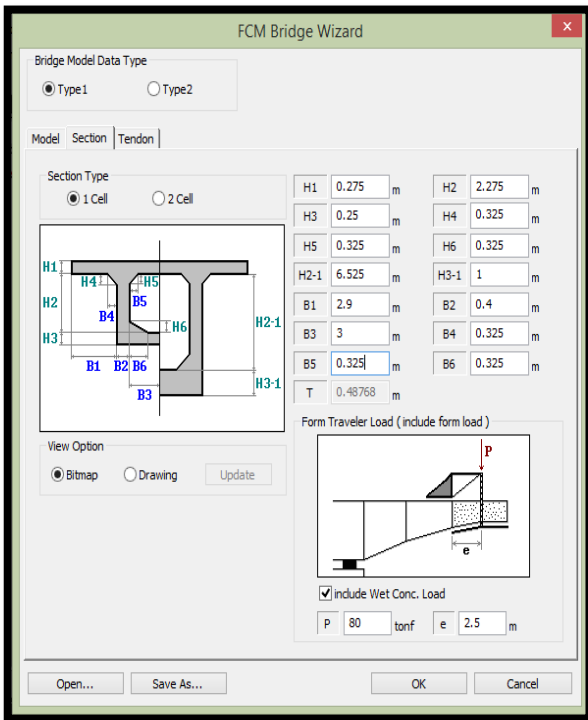 FCM Bridge Wizard
x
Bridge Model Data Type
Type1 Type2
Model Section Tendon
Section Type
1 Cell 2 Cell
H1 0.275 m H2 2.275 m
H3 0.25 m H4 0.325 m
H5 0.325 m H6 0.325 m
H2-1 6.525 m H3-1 1 m
B1 2.9 m B2 0.4 m
B3 3 m B4 0.325 m
B5 0.325 m B6 0.325 m
T 0.48768 m
H1
H4 H5
H2 B5
B4 H6 H2-1
H3
B1 B2 B6
B3 H3-1
View Option
Bitmap Drawing Update
Form Traveler Load ( include form load )
P
e
include Wet Conc. Load
P 80 tonf e 2.5 m
Open... Save As... OK Cancel